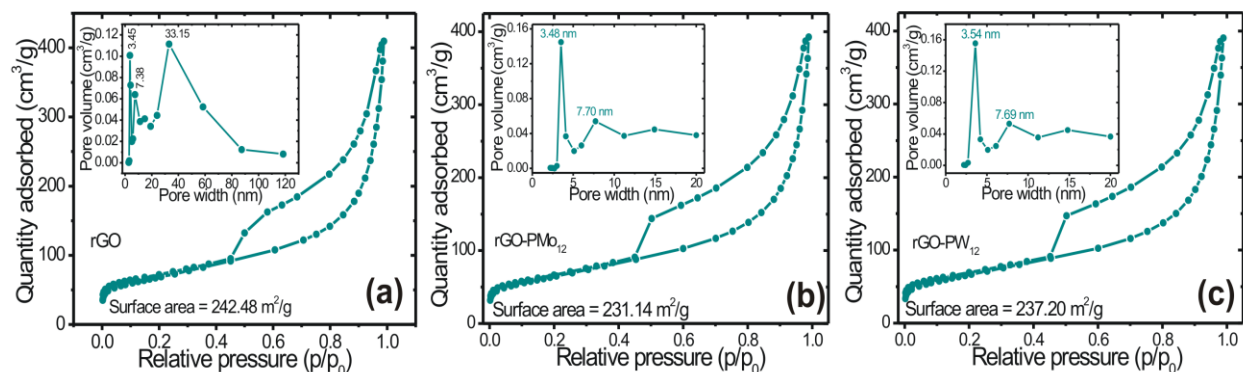 Quantity adsorbed (cm³/g)
400
300
200
100
0
0.0 0.2 0.4 0.6 0.8 1.0
Relative pressure (p/p₀)
rGO
Surface area = 242.48 m²/g
(a)
Pore volume (cm³/g)
0.12
0.10
0.08
0.06
0.04
0.02
0.00
0 20 40 60 80 100 120
Pore width (nm)
3.45
7.38
33.15
Quantity adsorbed (cm³/g)
400
300
200
100
0
0.0 0.2 0.4 0.6 0.8 1.0
Relative pressure (p/p₀)
rGO-PMo₁₂
Surface area = 231.14 m²/g
(b)
Pore volume (cm³/g)
0.16
0.12
0.08
0.04
0.00
0 5 10 15 20
Pore width (nm)
3.48 nm
7.70 nm
Quantity adsorbed (cm³/g)
400
300
200
100
0
0.0 0.2 0.4 0.6 0.8 1.0
Relative pressure (p/p₀)
rGO-PW₁₂
Surface area = 237.20 m²/g
(c)
Pore volume (cm³/g)
0.16
0.12
0.08
0.04
0.00
0 5 10 15 20
Pore width (nm)
3.54 nm
7.69 nm